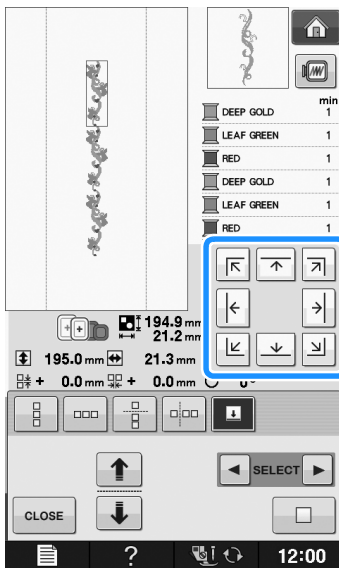 min
DEEP GOLD 1
LEAF GREEN 1
RED 1
DEEP GOLD 1
LEAF GREEN 1
RED 1
194.9 mm
21.2 mm
195.0 mm 21.3 mm
+ 0.0 mm + 0.0 mm
SELECT
CLOSE
? 12:00